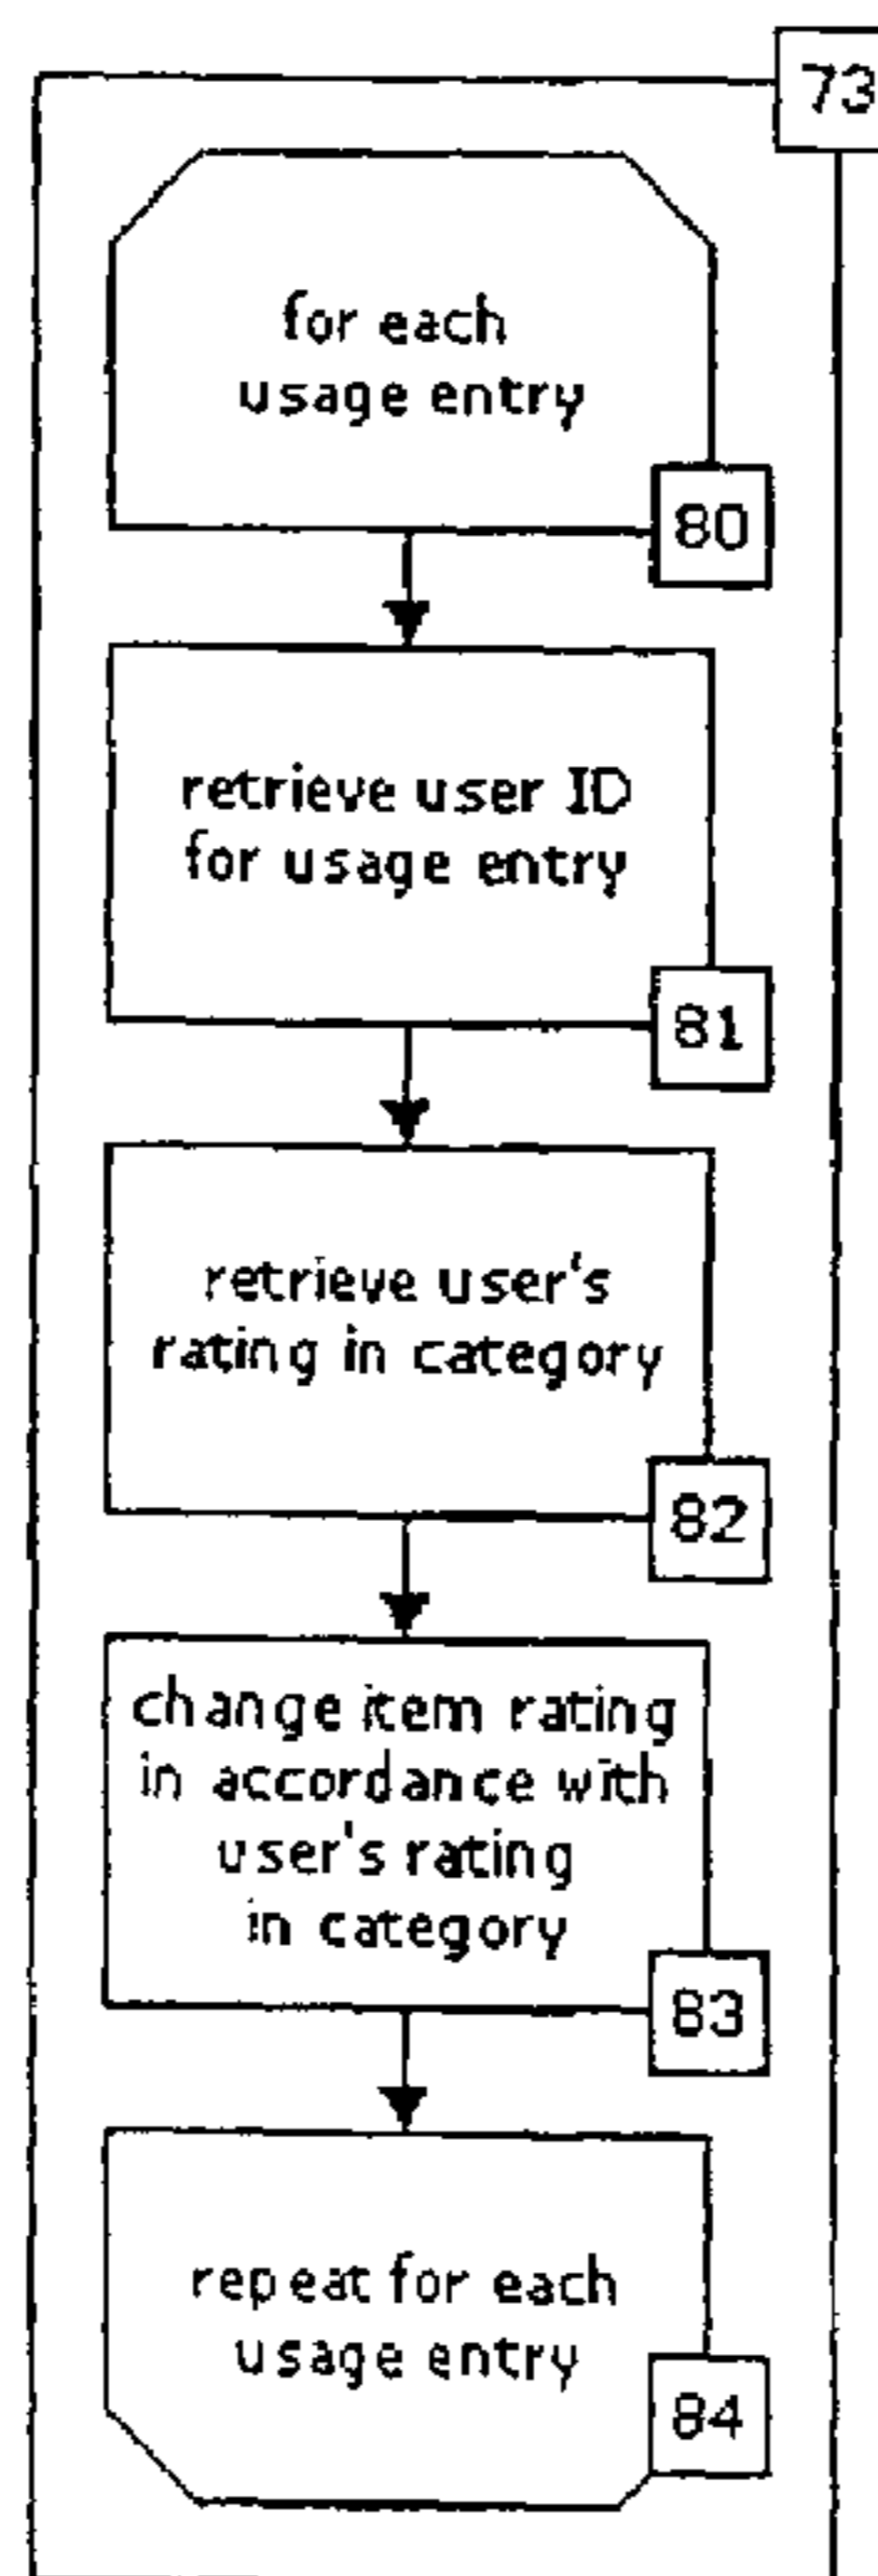 73
for each
usage entry
80
retrieve user ID
for usage entry
81
retrieve user's
rating in category
82
change item rating
in accordance with
user's rating
in category
83
repeat for each
usage entry
84